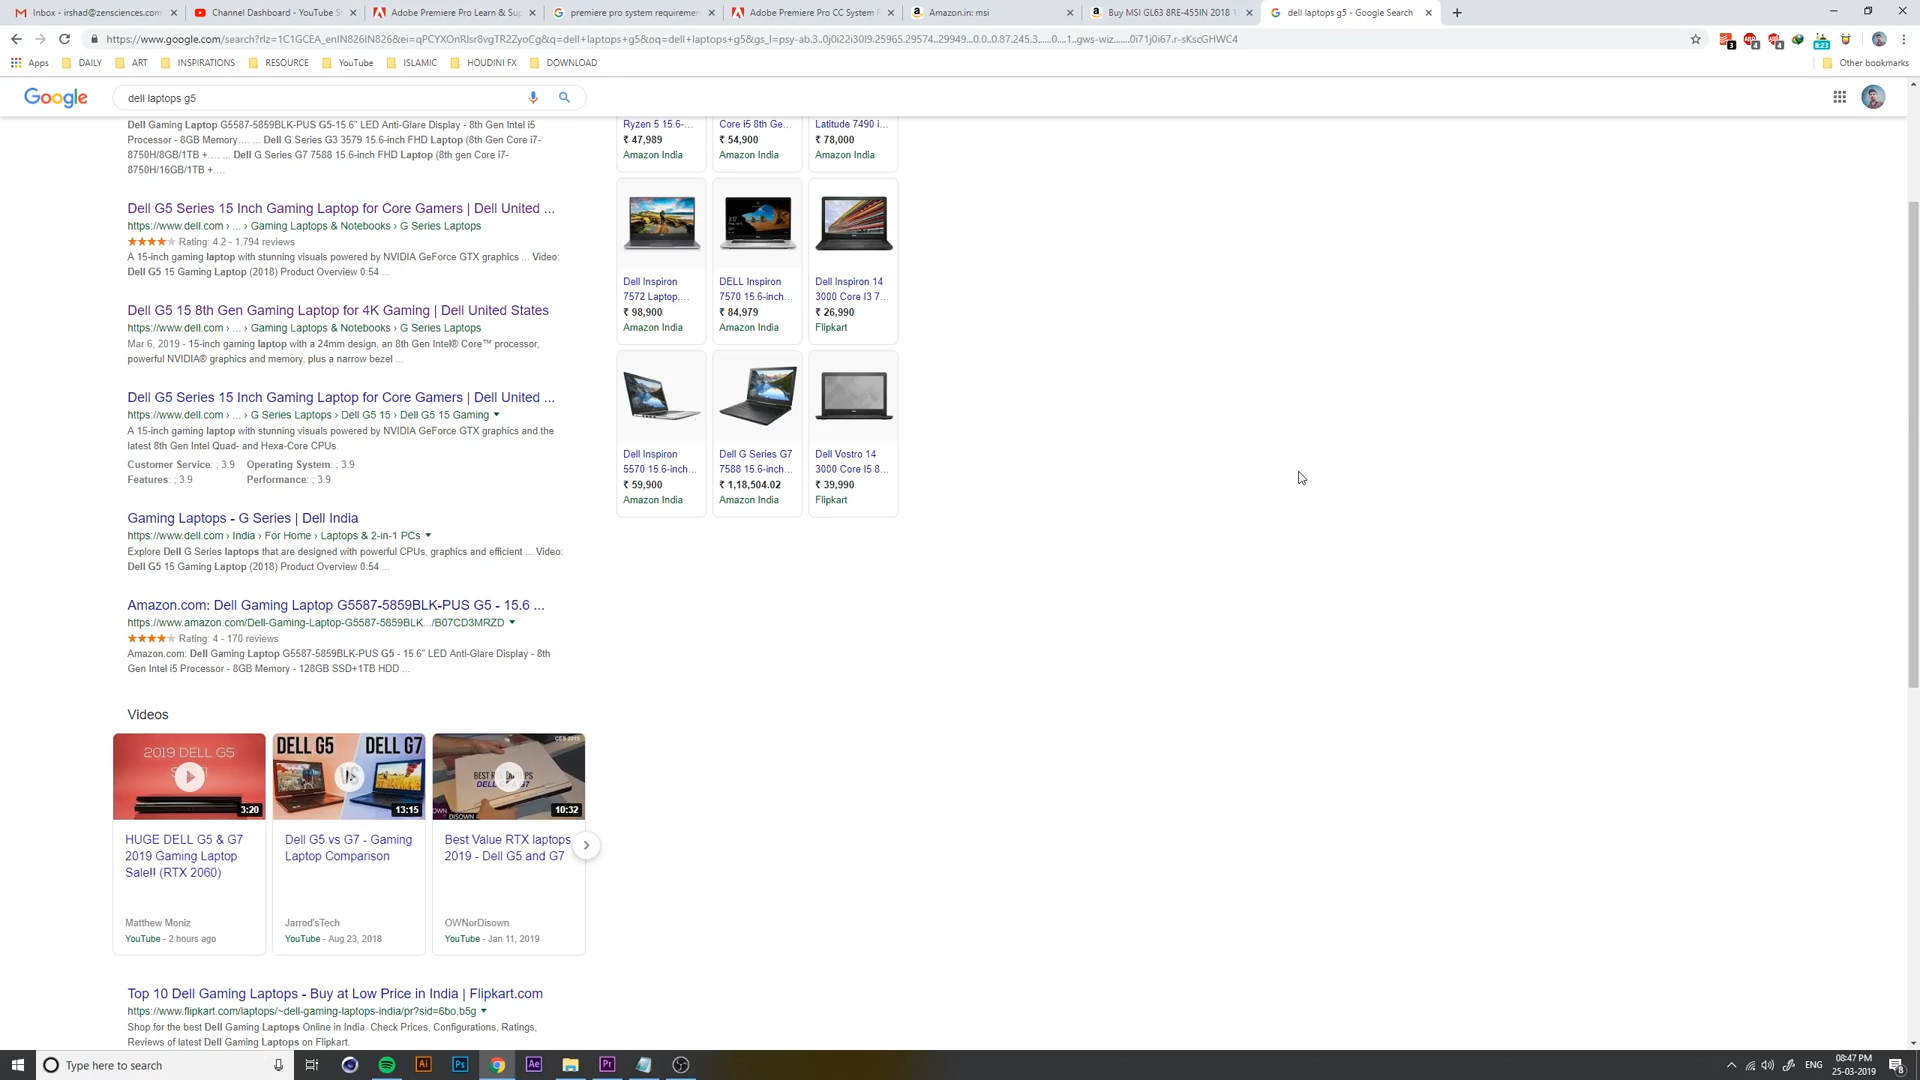 Inbox - irshad@zensciences.com
Channel Dashboard - YouTube S
Adobe Premiere Pro Learn & Sup
premiere pro system requiremen
Adobe Premiere Pro CC System R
Amazon.in: msi
Buy MSI GL63 8RE-455IN 2018 1
dell laptops g5 - Google Search
Apps
DAILY
ART
INSPIRATIONS
RESOURCE
YouTube
ISLAMIC
HOUDINI FX
DOWNLOAD
Other bookmarks
Google
dell laptops g5
Dell Gaming Laptop G5587-5859BLK-PUS G5-15.6" LED Anti-Glare Display - 8th Gen Intel i5
Processor - 8GB Memory.... ... Dell G Series G3 3579 15.6-inch FHD Laptop (8th Gen Core i7-
8750H/8GB/1TB +.... ... Dell G Series G7 7588 15.6-inch FHD Laptop (8th gen Core i7-
8750H/16GB/1TB +....
Dell G5 Series 15 Inch Gaming Laptop for Core Gamers | Dell United ...
https://www.dell.com › ... › Gaming Laptops & Notebooks › G Series Laptops
Rating: 4.2 - 1,794 reviews
A 15-inch gaming laptop with stunning visuals powered by NVIDIA GeForce GTX graphics ... Video:
Dell G5 15 Gaming Laptop (2018) Product Overview 0:54 ...
Dell G5 15 8th Gen Gaming Laptop for 4K Gaming | Dell United States
https://www.dell.com › ... › Gaming Laptops & Notebooks › G Series Laptops
Mar 6, 2019 - 15-inch gaming laptop with a 24mm design, an 8th Gen Intel® Core™ processor,
powerful NVIDIA® graphics and memory, plus a narrow bezel ...
Dell G5 Series 15 Inch Gaming Laptop for Core Gamers | Dell United ...
https://www.dell.com › ... › G Series Laptops › Dell G5 15 › Dell G5 15 Gaming
A 15-inch gaming laptop with stunning visuals powered by NVIDIA GeForce GTX graphics and the
latest 8th Gen Intel Quad- and Hexa-Core CPUs.
Customer Service: ; 3.9 Operating System: ; 3.9
Features: ; 3.9 Performance: ; 3.9
Gaming Laptops - G Series | Dell India
https://www.dell.com › India › For Home › Laptops & 2-in-1 PCs
Explore Dell G Series laptops that are designed with powerful CPUs, graphics and efficient ... Video:
Dell G5 15 Gaming Laptop (2018) Product Overview 0:54 ...
Amazon.com: Dell Gaming Laptop G5587-5859BLK-PUS G5 - 15.6 ...
https://www.amazon.com/Dell-Gaming-Laptop-G5587-5859BLK.../B07CD3MRZD
Rating: 4 - 170 reviews
Amazon.com: Dell Gaming Laptop G5587-5859BLK-PUS G5 - 15.6" LED Anti-Glare Display - 8th
Gen Intel i5 Processor - 8GB Memory - 128GB SSD+1TB HDD ...
Ryzen 5 15.6-...
₹ 47,989
Amazon India
Core i5 8th Ge...
₹ 54,900
Amazon India
Latitude 7490 i...
₹ 78,000
Amazon India
Dell Inspiron
7572 Laptop,...
₹ 98,900
Amazon India
DELL Inspiron
7570 15.6-inch...
₹ 84,979
Amazon India
Dell Inspiron 14
3000 Core I3 7...
₹ 26,990
Flipkart
Dell Inspiron
5570 15.6-inch...
₹ 59,900
Amazon India
Dell G Series G7
7588 15.6-inch...
₹ 1,18,504.02
Amazon India
Dell Vostro 14
3000 Core I5 8...
₹ 39,990
Flipkart
Videos
2019 DELL G5
3:20
HUGE DELL G5 & G7
2019 Gaming Laptop
Sale!! (RTX 2060)
Matthew Moniz
YouTube - 2 hours ago
DELL G5 DELL G7
VS
13:15
Dell G5 vs G7 - Gaming
Laptop Comparison
Jarrod'sTech
YouTube - Aug 23, 2018
CES 2019
DISOWN
10:32
Best Value RTX laptops
2019 - Dell G5 and G7
OWNorDisown
YouTube - Jan 11, 2019
Top 10 Dell Gaming Laptops - Buy at Low Price in India | Flipkart.com
https://www.flipkart.com/laptops/~dell-gaming-laptops-india/pr?sid=6bo,b5g
Shop for the best Dell Gaming Laptops Online in India. Check Prices, Configurations, Ratings,
Reviews of latest Dell Gaming Laptops on Flipkart.
Type here to search
Ai
Ps
Ae
Pr
ENG
08:47 PM
25-03-2019